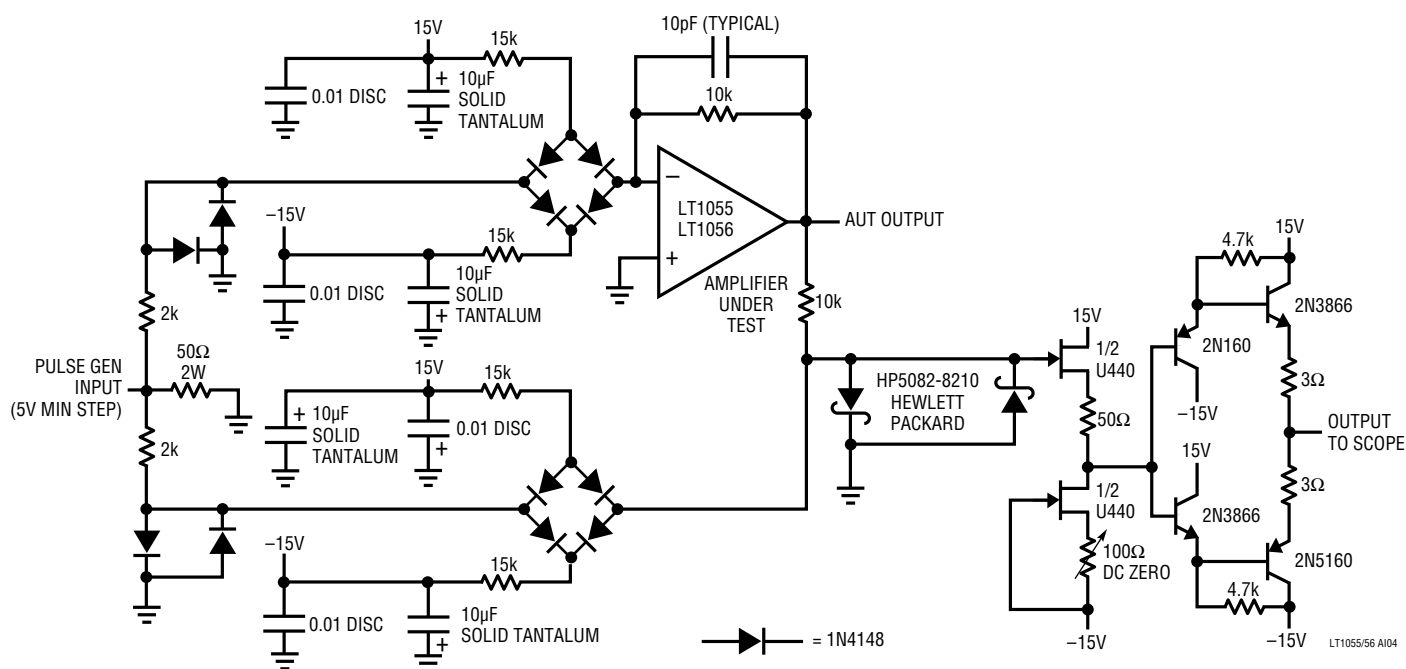 15V
15k
10pF (TYPICAL)
0.01 DISC
+
10µF
SOLID
TANTALUM
10k
–15V
15k
–
LT1055
LT1056
+
AUT OUTPUT
0.01 DISC
10µF
SOLID
TANTALUM
+
AMPLIFIER
UNDER
TEST
10k
4.7k
15V
2N3866
2k
PULSE GEN
INPUT
(5V MIN STEP)
50Ω
2W
15V
15k
+
10µF
SOLID
TANTALUM
0.01 DISC
+
2k
HP5082-8210
HEWLETT
PACKARD
15V
1/2
U440
50Ω
2N160
–15V
3Ω
OUTPUT
TO SCOPE
15V
3Ω
1/2
U440
2N3866
100Ω
DC ZERO
2N5160
4.7k
–15V
–15V
–15V
15k
0.01 DISC
10µF
SOLID TANTALUM
+
= 1N4148
LT1055/56 AI04